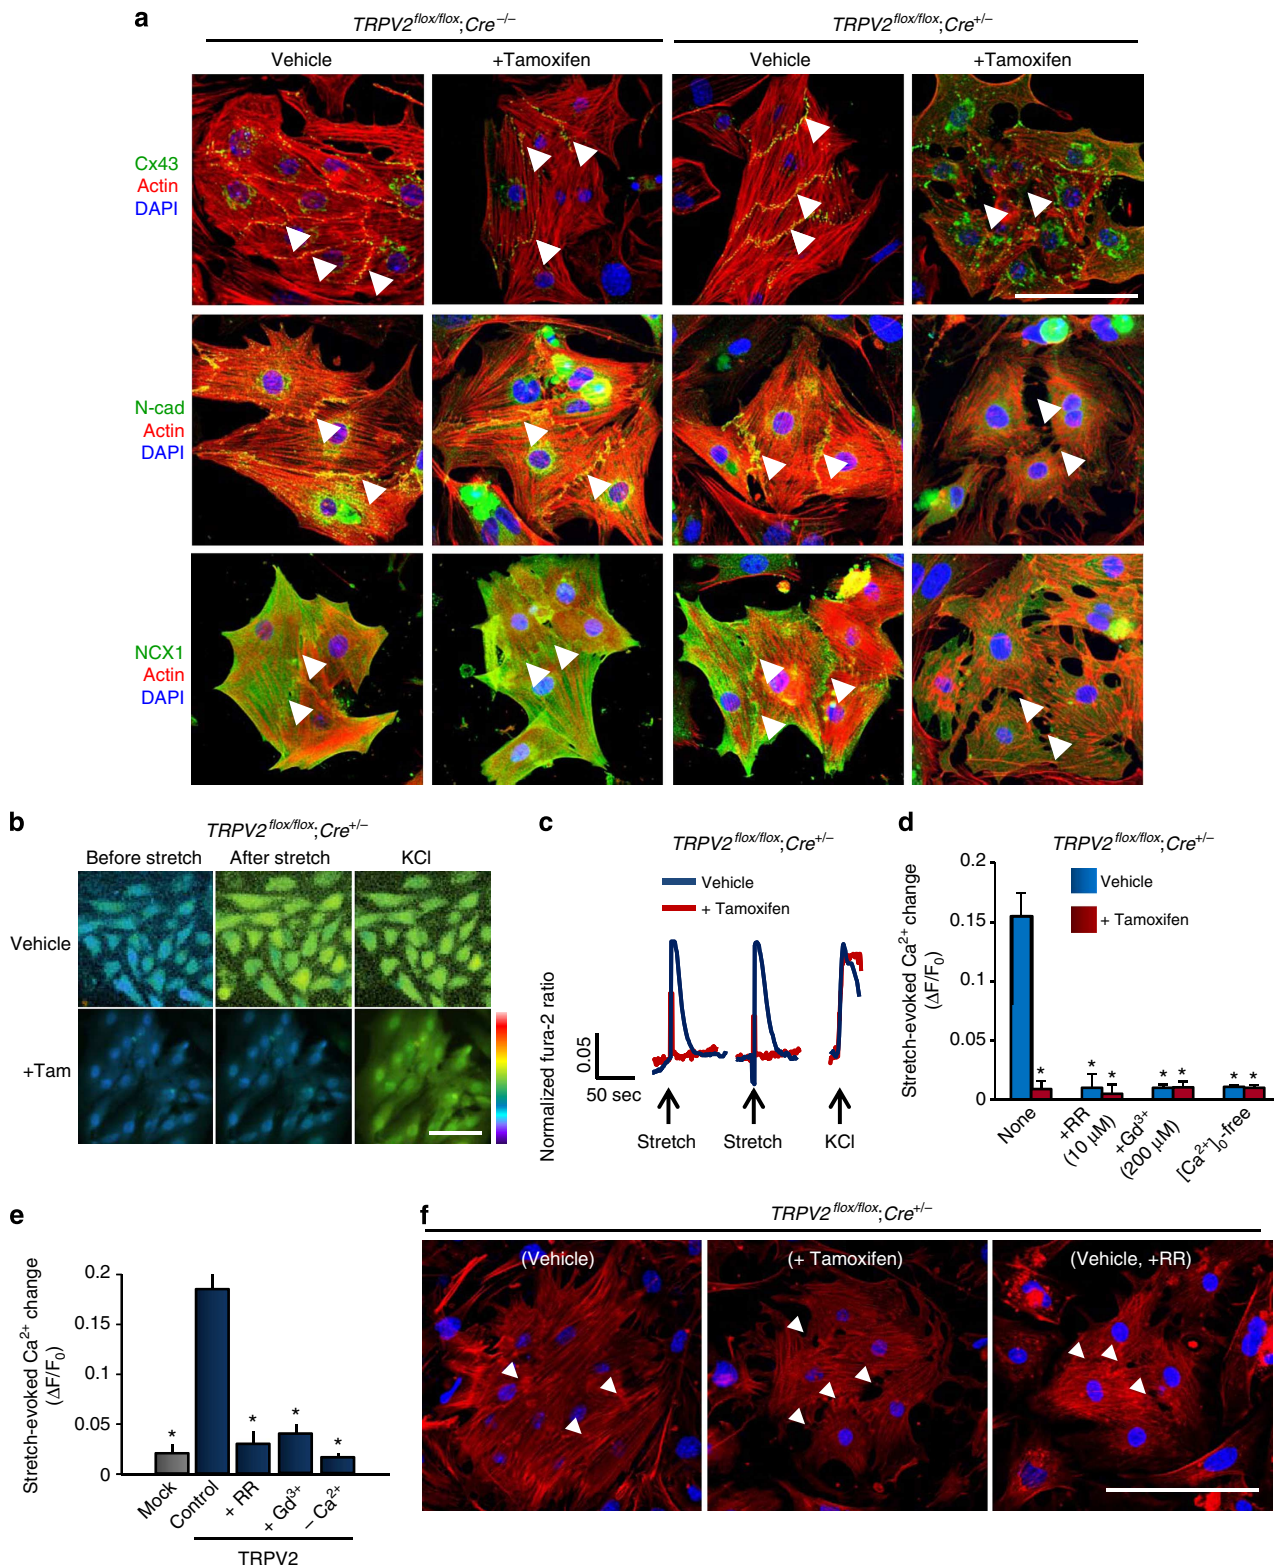 a
TRPV2flox/flox;Cre−/−
TRPV2flox/flox;Cre+/−
Vehicle
+Tamoxifen
Vehicle
+Tamoxifen
Cx43
Actin
DAPI
N-cad
Actin
DAPI
NCX1
Actin
DAPI
b
TRPV2flox/flox;Cre+/−
Before stretch
After stretch
KCl
Vehicle
+Tam
c
TRPV2flox/flox;Cre+/−
Vehicle
+ Tamoxifen
Normalized fura-2 ratio
0.05
50 sec
Stretch
Stretch
KCl
d
TRPV2flox/flox;Cre+/−
Vehicle
+ Tamoxifen
Stretch-evoked Ca2+ change
(ΔF/F0)
0.2
0.15
0.1
0.05
0
*
* *
* *
* *
None
+RR
(10 μM)
+Gd3+
(200 μM)
[Ca2+]0-free
e
Stretch-evoked Ca2+ change
(ΔF/F0)
0.2
0.15
0.1
0.05
0
*
*
*
*
Mock
Control
+ RR
+ Gd3+
− Ca2+
TRPV2
f
TRPV2flox/flox;Cre+/−
(Vehicle)
(+ Tamoxifen)
(Vehicle, +RR)